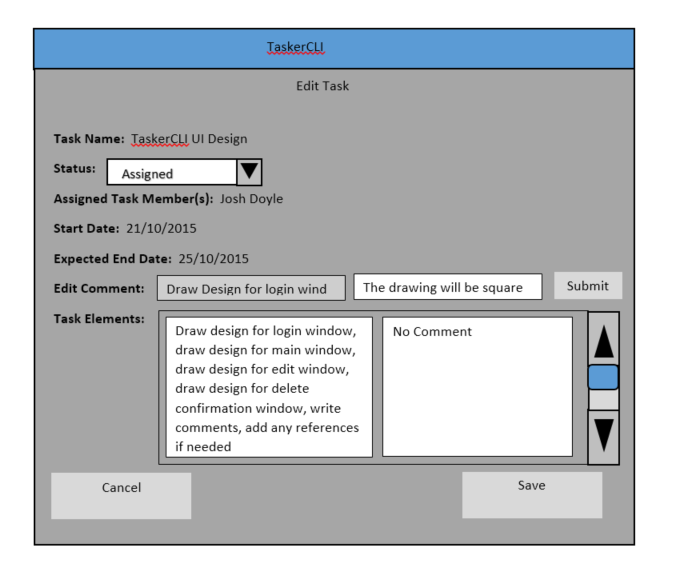 TaskerCLI
Edit Task
Task Name: TaskerCLI UI Design
Status: Assigned
Assigned Task Member(s): Josh Doyle
Start Date: 21/10/2015
Expected End Date: 25/10/2015
Edit Comment: Draw Design for login wind The drawing will be square Submit
Task Elements:
Draw design for login window,
draw design for main window,
draw design for edit window,
draw design for delete
confirmation window, write
comments, add any references
if needed
No Comment
Cancel
Save